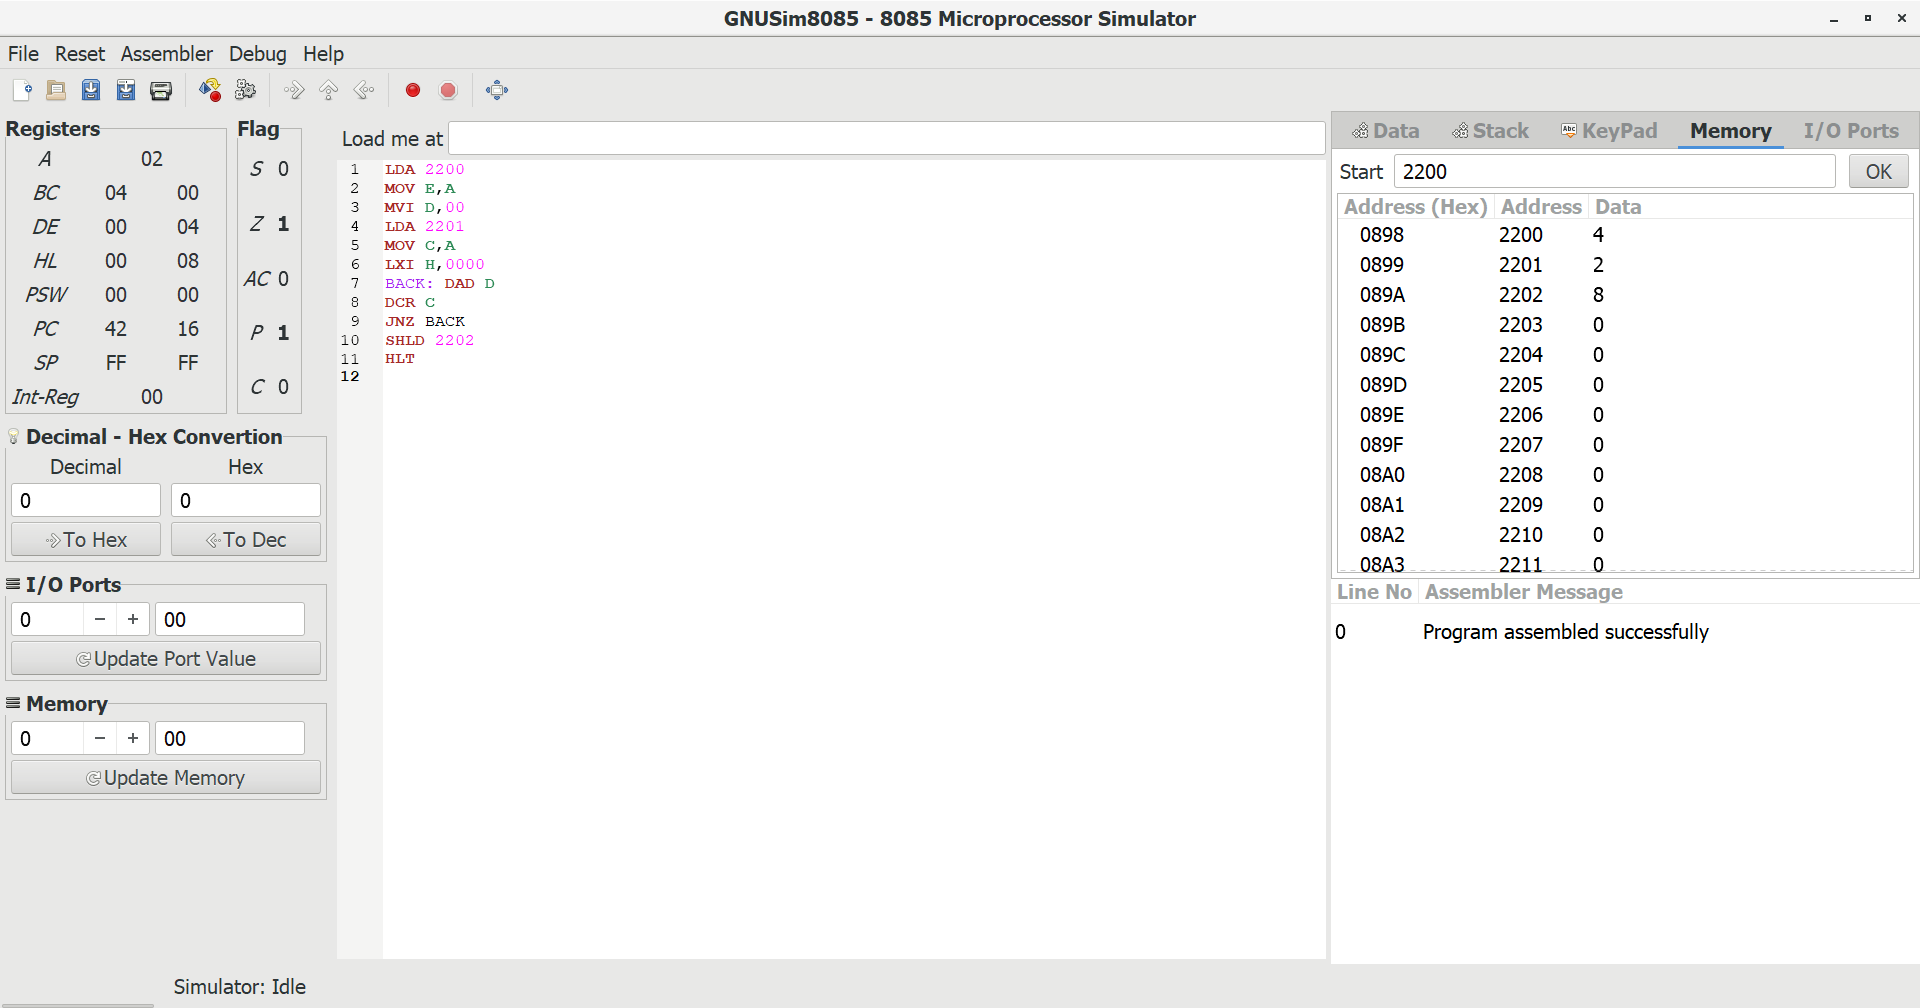 GNUSim8085 - 8085 Microprocessor Simulator
File Reset Assembler Debug Help
Registers
A 02
BC 04 00
DE 00 04
HL 00 08
PSW 00 00
PC 42 16
SP FF FF
Int-Reg 00
Flag
S 0
Z 1
AC 0
P 1
C 0
Decimal - Hex Convertion
Decimal Hex
0 0
To Hex To Dec
I/O Ports
0 − + 00
Update Port Value
Memory
0 − + 00
Update Memory
Simulator: Idle
Load me at
1 LDA 2200
2 MOV E,A
3 MVI D,00
4 LDA 2201
5 MOV C,A
6 LXI H,0000
7 BACK: DAD D
8 DCR C
9 JNZ BACK
10 SHLD 2202
11 HLT
12
Data Stack Abc KeyPad Memory I/O Ports
Start 2200 OK
Address (Hex) Address Data
0898 2200 4
0899 2201 2
089A 2202 8
089B 2203 0
089C 2204 0
089D 2205 0
089E 2206 0
089F 2207 0
08A0 2208 0
08A1 2209 0
08A2 2210 0
08A3 2211 0
Line No Assembler Message
0 Program assembled successfully